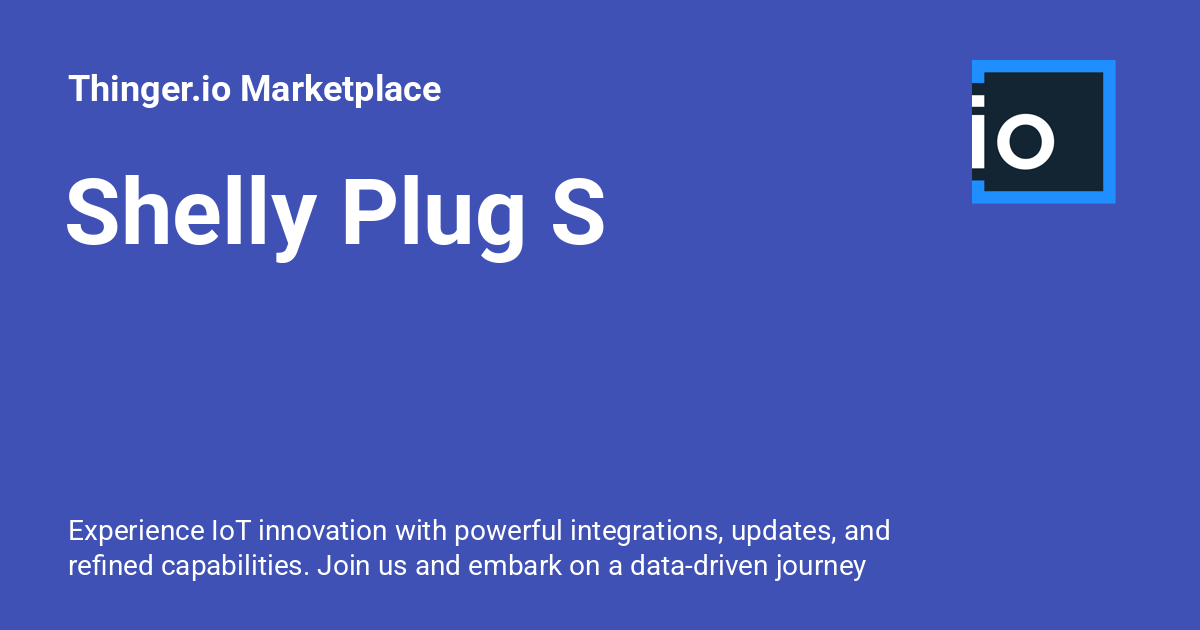 Thinger.io Marketplace
io
Shelly Plug S
Experience IoT innovation with powerful integrations, updates, and
refined capabilities. Join us and embark on a data-driven journey